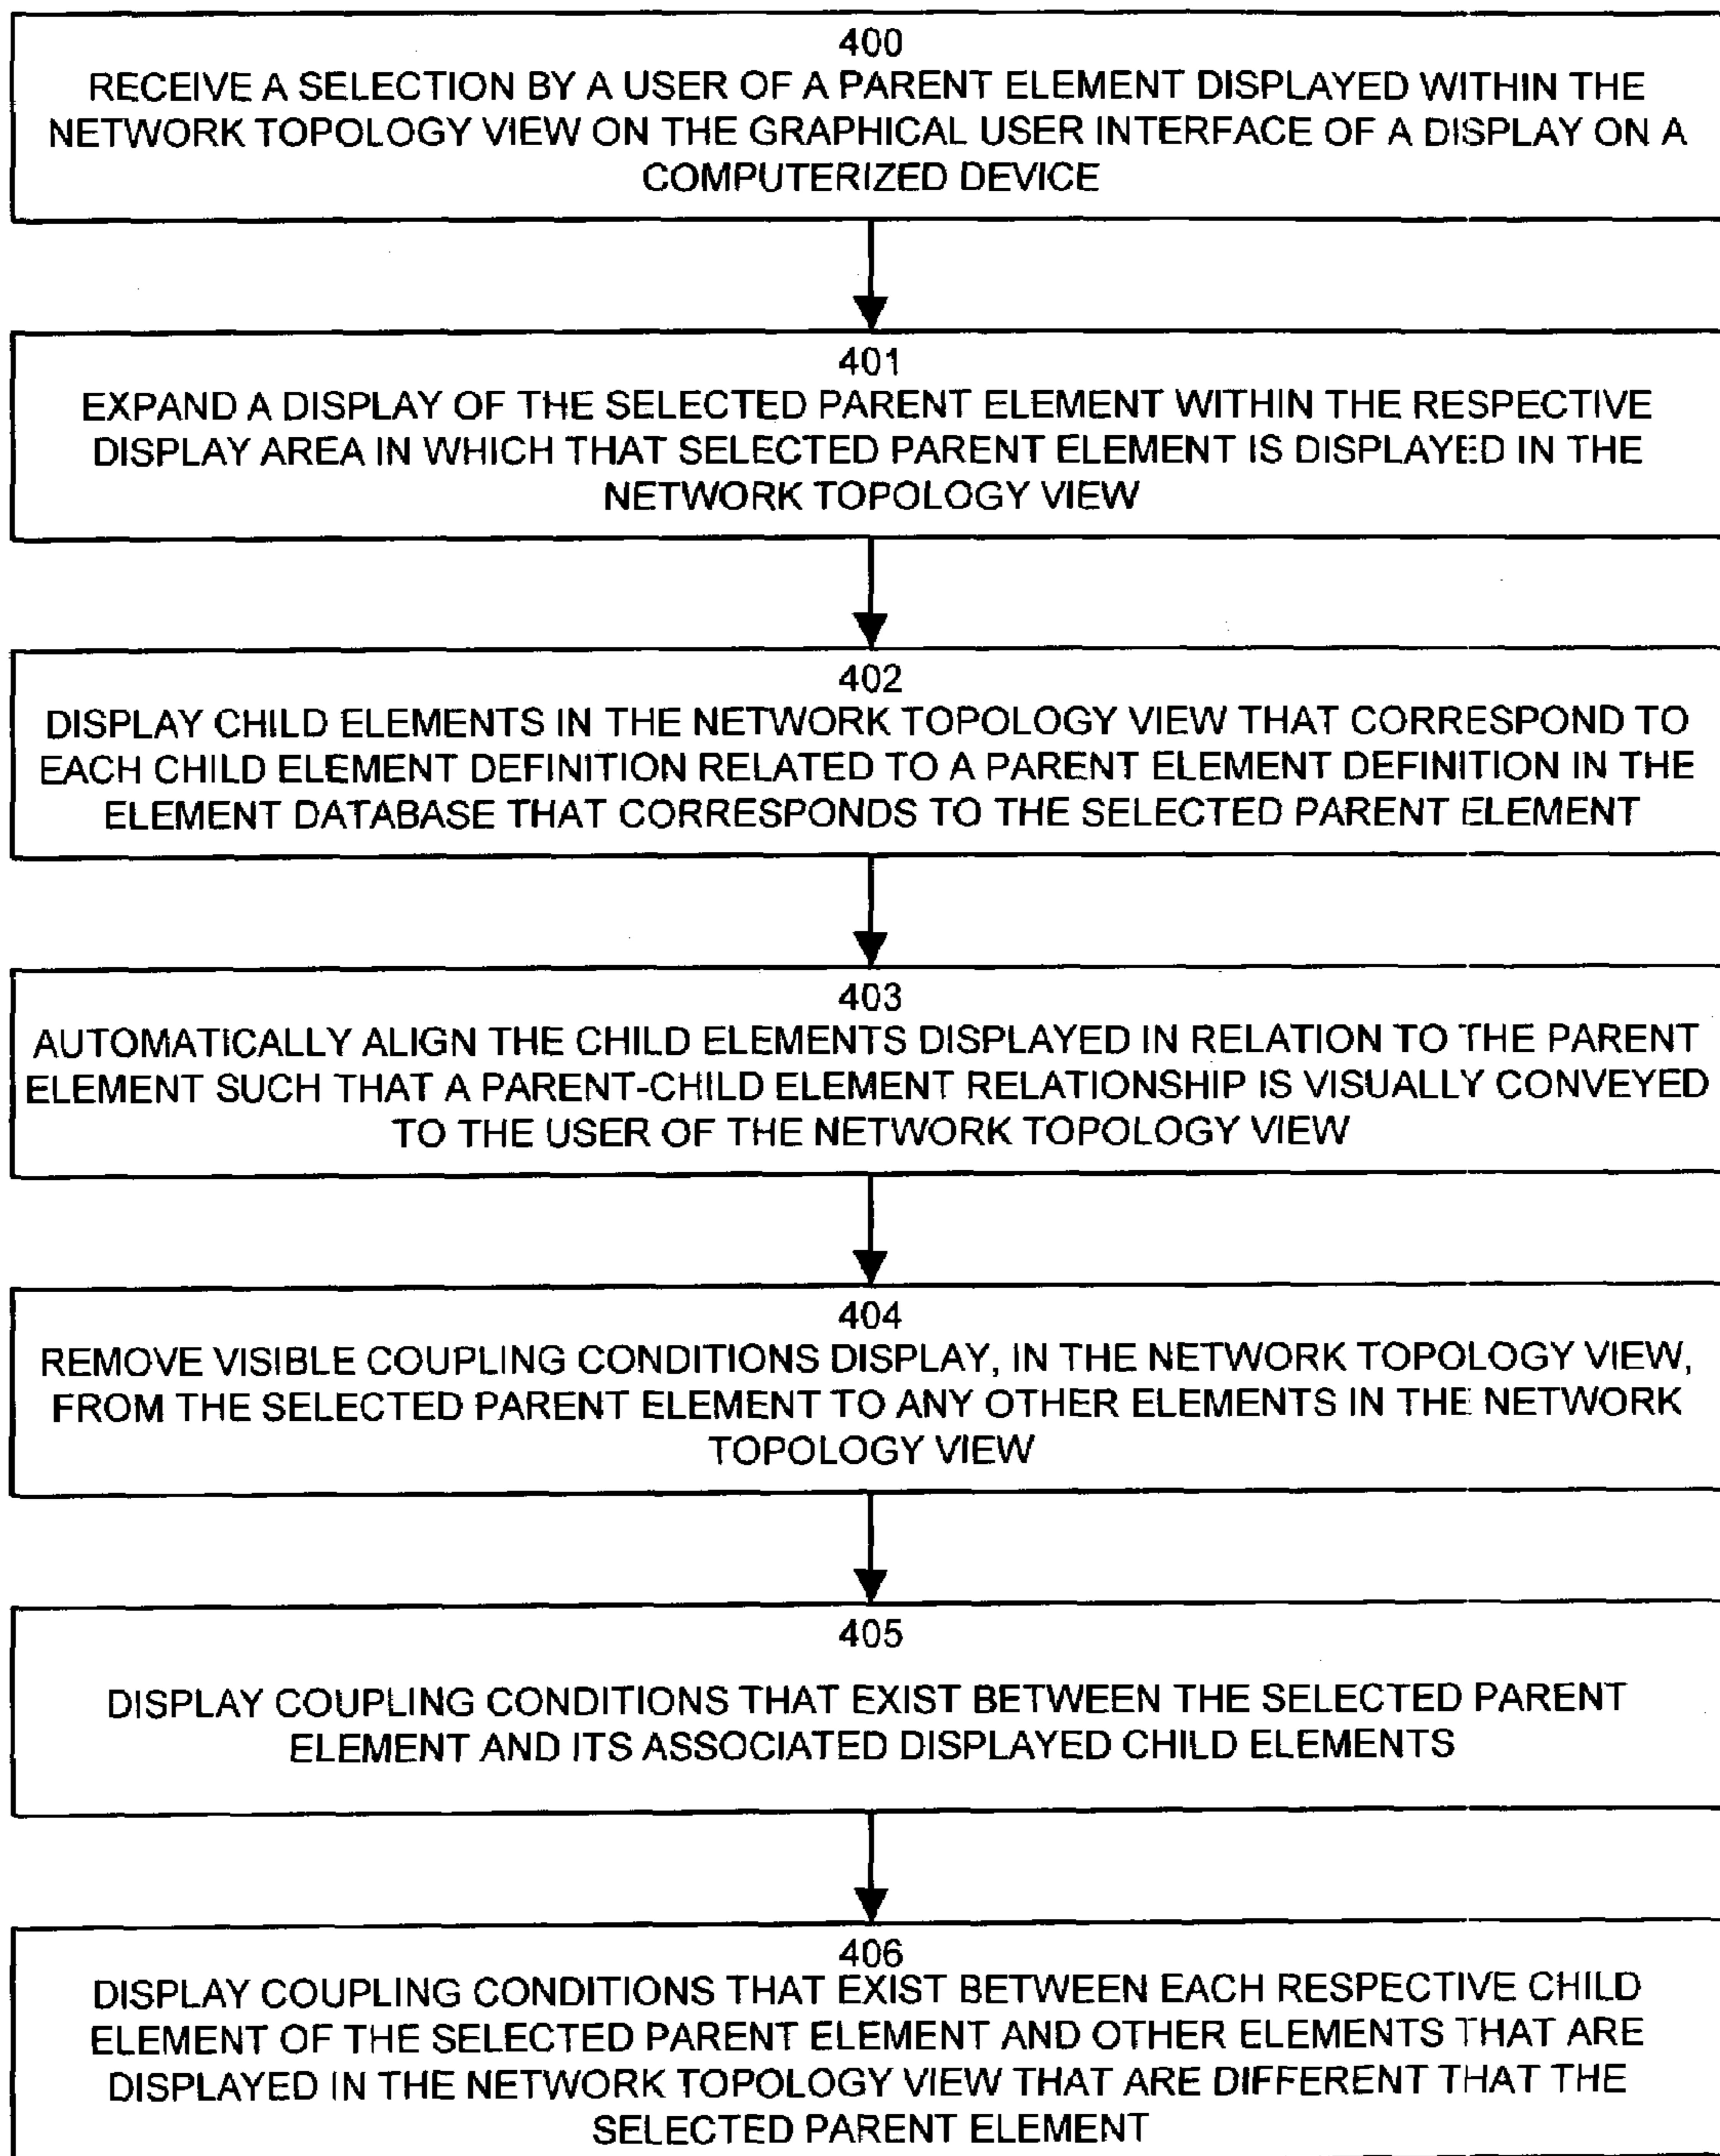 400
RECEIVE A SELECTION BY A USER OF A PARENT ELEMENT DISPLAYED WITHIN THE
NETWORK TOPOLOGY VIEW ON THE GRAPHICAL USER INTERFACE OF A DISPLAY ON A
COMPUTERIZED DEVICE
401
EXPAND A DISPLAY OF THE SELECTED PARENT ELEMENT WITHIN THE RESPECTIVE
DISPLAY AREA IN WHICH THAT SELECTED PARENT ELEMENT IS DISPLAYED IN THE
NETWORK TOPOLOGY VIEW
402
DISPLAY CHILD ELEMENTS IN THE NETWORK TOPOLOGY VIEW THAT CORRESPOND TO
EACH CHILD ELEMENT DEFINITION RELATED TO A PARENT ELEMENT DEFINITION IN THE
ELEMENT DATABASE THAT CORRESPONDS TO THE SELECTED PARENT ELEMENT
403
AUTOMATICALLY ALIGN THE CHILD ELEMENTS DISPLAYED IN RELATION TO THE PARENT
ELEMENT SUCH THAT A PARENT-CHILD ELEMENT RELATIONSHIP IS VISUALLY CONVEYED
TO THE USER OF THE NETWORK TOPOLOGY VIEW
404
REMOVE VISIBLE COUPLING CONDITIONS DISPLAY, IN THE NETWORK TOPOLOGY VIEW,
FROM THE SELECTED PARENT ELEMENT TO ANY OTHER ELEMENTS IN THE NETWORK
TOPOLOGY VIEW
405
DISPLAY COUPLING CONDITIONS THAT EXIST BETWEEN THE SELECTED PARENT
ELEMENT AND ITS ASSOCIATED DISPLAYED CHILD ELEMENTS
406
DISPLAY COUPLING CONDITIONS THAT EXIST BETWEEN EACH RESPECTIVE CHILD
ELEMENT OF THE SELECTED PARENT ELEMENT AND OTHER ELEMENTS THAT ARE
DISPLAYED IN THE NETWORK TOPOLOGY VIEW THAT ARE DIFFERENT THAT THE
SELECTED PARENT ELEMENT